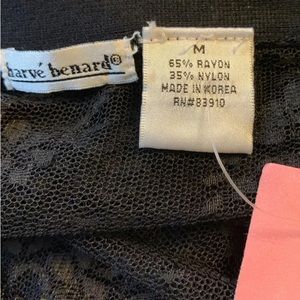 harvé benard®
M
65% RAYON
35% NYLON
MADE IN KOREA
RN#83910